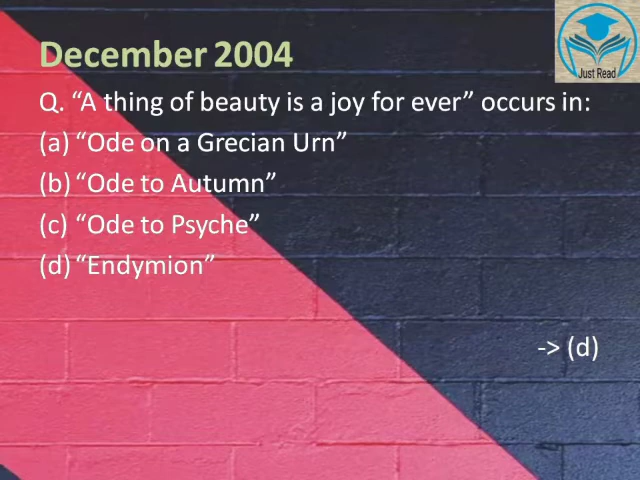 December 2004
Just Read
Q. “A thing of beauty is a joy for ever” occurs in:
(a) “Ode on a Grecian Urn”
(b) “Ode to Autumn”
(c) “Ode to Psyche”
(d) “Endymion”
-> (d)